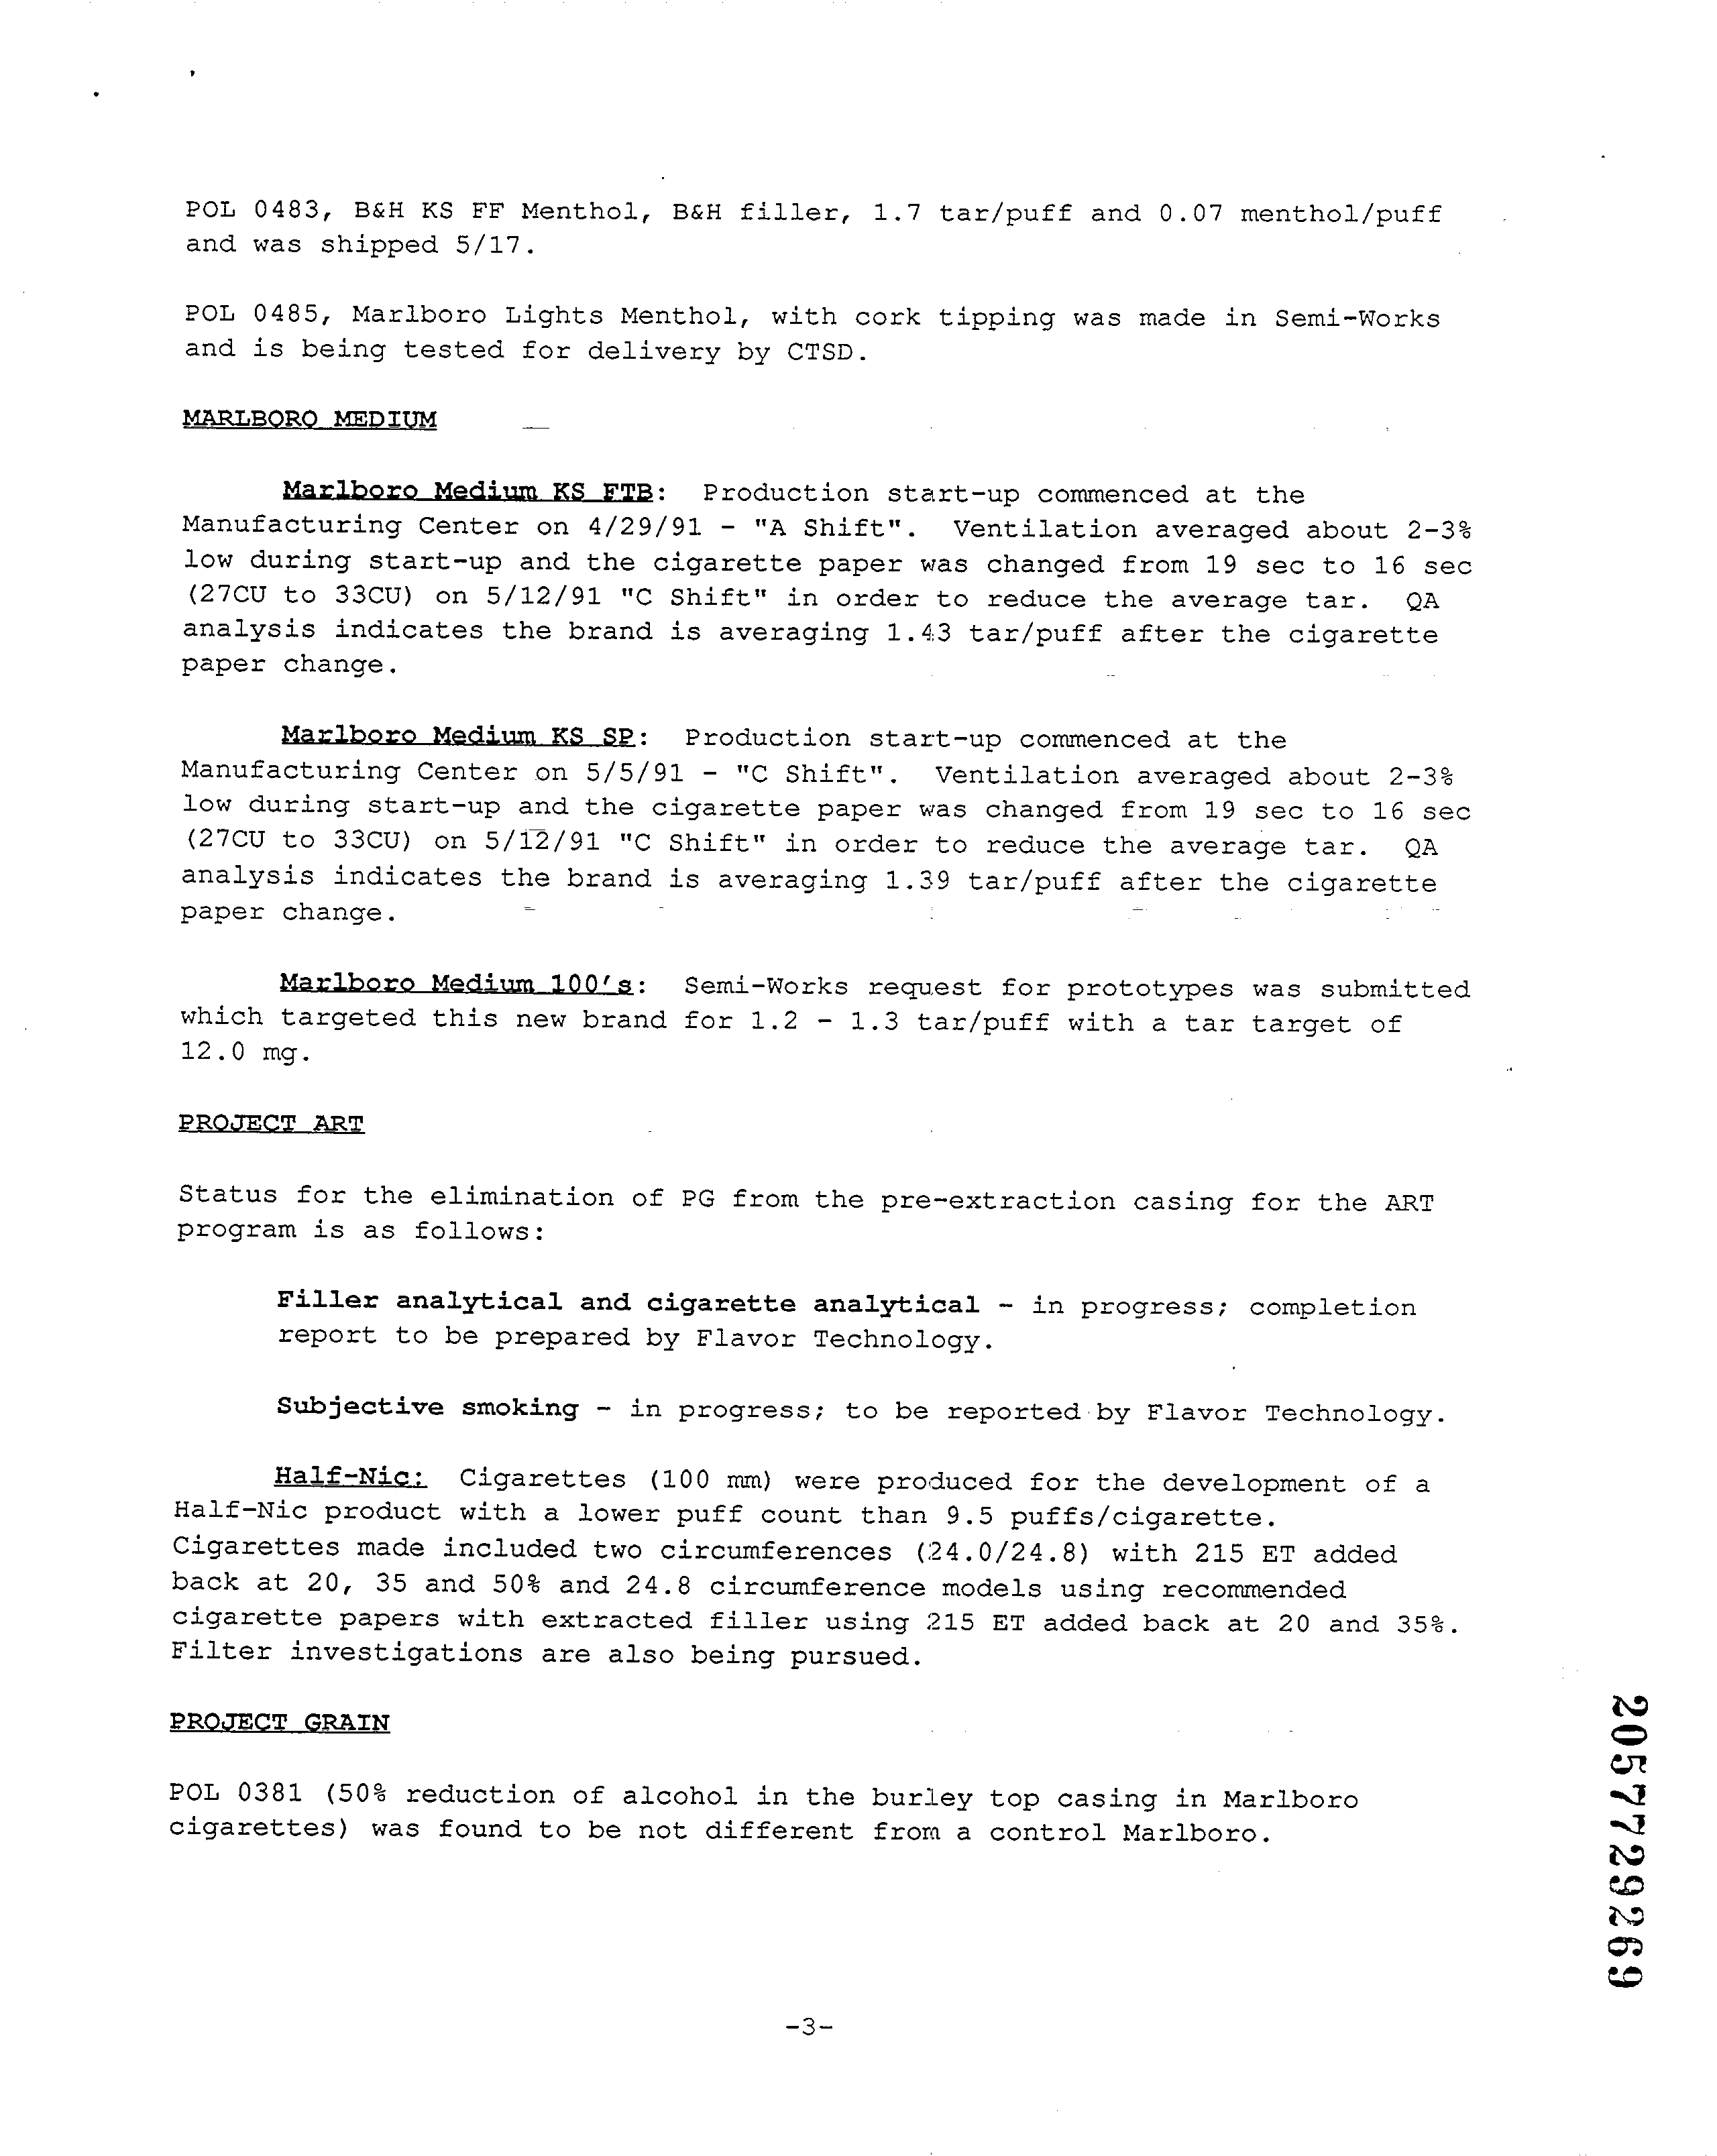 POL 0483, B&H KS FF Menthol, B&H filler, 1.7 tar/puff and 0.07 menthol/puff
and was shipped 5/17.
POL 0485, Marlboro Lights Menthol, with cork tipping was made in Semi-Works
and is being tested for delivery by CTSD.
MARLBORO MEDIUM
Marlboro Medium KS FTB: Production start-up commenced at the
Manufacturing Center on 4/29/91 - "A Shift". Ventilation averaged about 2-3%
low during start-up and the cigarette paper was changed from 19 sec to 16 sec
(27CU to 33CU) on 5/12/91 "C Shift" in order to reduce the average tar. QA
analysis indicates the brand is averaging 1.43 tar/puff after the cigarette
paper change.
Marlboro Medium KS SP: Production start-up commenced at the
Manufacturing Center on 5/5/91 - "C Shift". Ventilation averaged about 2-3%
low during start-up and the cigarette paper was changed from 19 sec to 16 sec
(27CU to 33CU) on 5/12/91 "C Shift" in order to reduce the average tar. QA
analysis indicates the brand is averaging 1.39 tar/puff after the cigarette
paper change.
Marlboro Medium 100's: Semi-Works request for prototypes was submitted
which targeted this new brand for 1.2 - 1.3 tar/puff with a tar target of
12.0 mg.
PROJECT ART
Status for the elimination of PG from the pre-extraction casing for the ART
program is as follows:
Filler analytical and cigarette analytical - in progress; completion
report to be prepared by Flavor Technology.
Subjective smoking - in progress; to be reported by Flavor Technology.
Half-Nic: Cigarettes (100 mm) were produced for the development of a
Half-Nic product with a lower puff count than 9.5 puffs/cigarette.
Cigarettes made included two circumferences (24.0/24.8) with 215 ET added
back at 20, 35 and 50% and 24.8 circumference models using recommended
cigarette papers with extracted filler using 215 ET added back at 20 and 35%.
Filter investigations are also being pursued.
PROJECT GRAIN
POL 0381 (50% reduction of alcohol in the burley top casing in Marlboro
cigarettes) was found to be not different from a control Marlboro.
-3-
2057729269